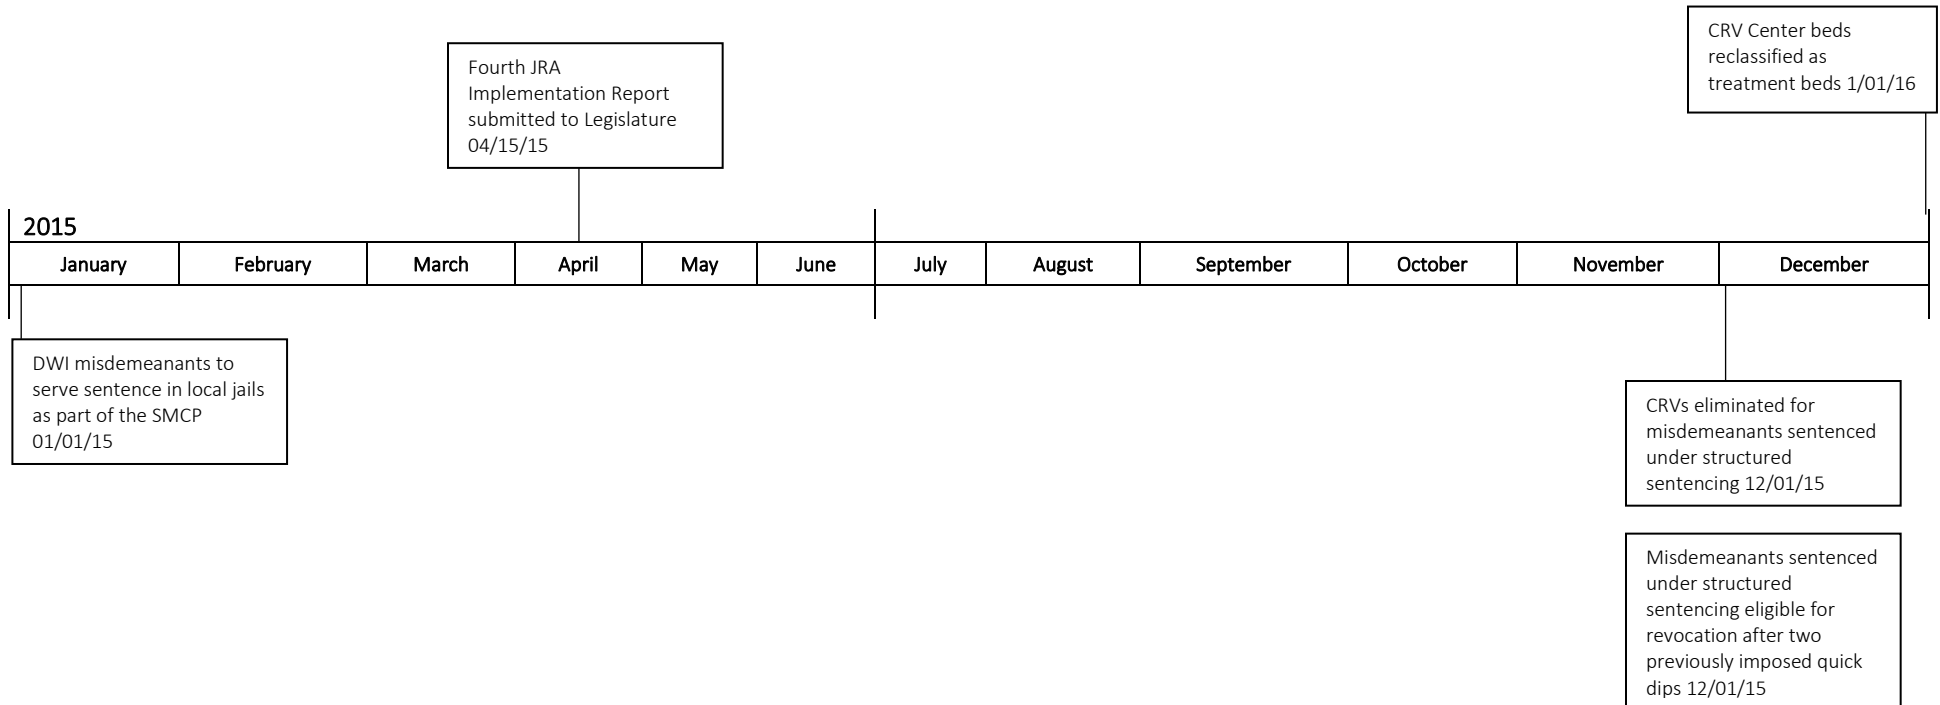 CRV Center beds
reclassified as
treatment beds 1/01/16
Fourth JRA
Implementation Report
submitted to Legislature
04/15/15
2015
January February March April May June July August September October November December
DWI misdemeanants to
serve sentence in local jails
as part of the SMCP
01/01/15
CRVs eliminated for
misdemeanants sentenced
under structured
sentencing 12/01/15
Misdemeanants sentenced
under structured
sentencing eligible for
revocation after two
previously imposed quick
dips 12/01/15